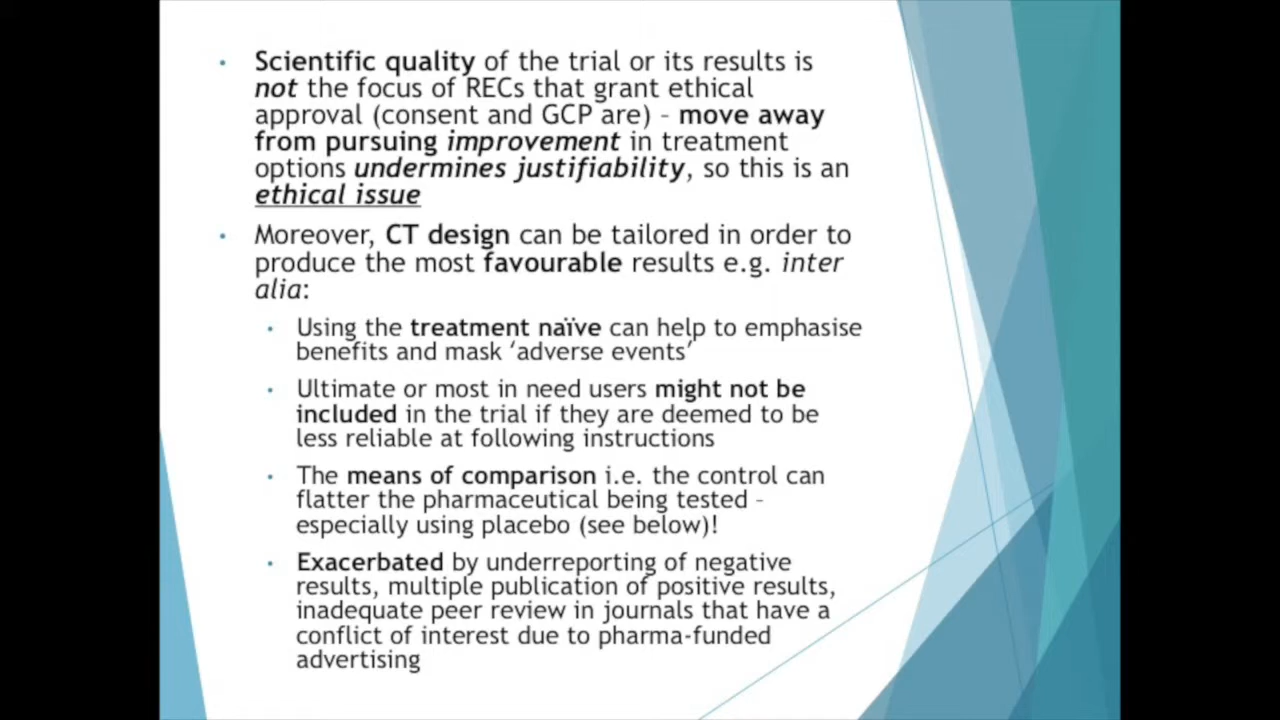 • Scientific quality of the trial or its results is
not the focus of RECs that grant ethical
approval (consent and GCP are) – move away
from pursuing improvement in treatment
options undermines justifiability, so this is an
ethical issue
• Moreover, CT design can be tailored in order to
produce the most favourable results e.g. inter
alia:
• Using the treatment naïve can help to emphasise
benefits and mask ‘adverse events’
• Ultimate or most in need users might not be
included in the trial if they are deemed to be
less reliable at following instructions
• The means of comparison i.e. the control can
flatter the pharmaceutical being tested –
especially using placebo (see below)!
• Exacerbated by underreporting of negative
results, multiple publication of positive results,
inadequate peer review in journals that have a
conflict of interest due to pharma-funded
advertising